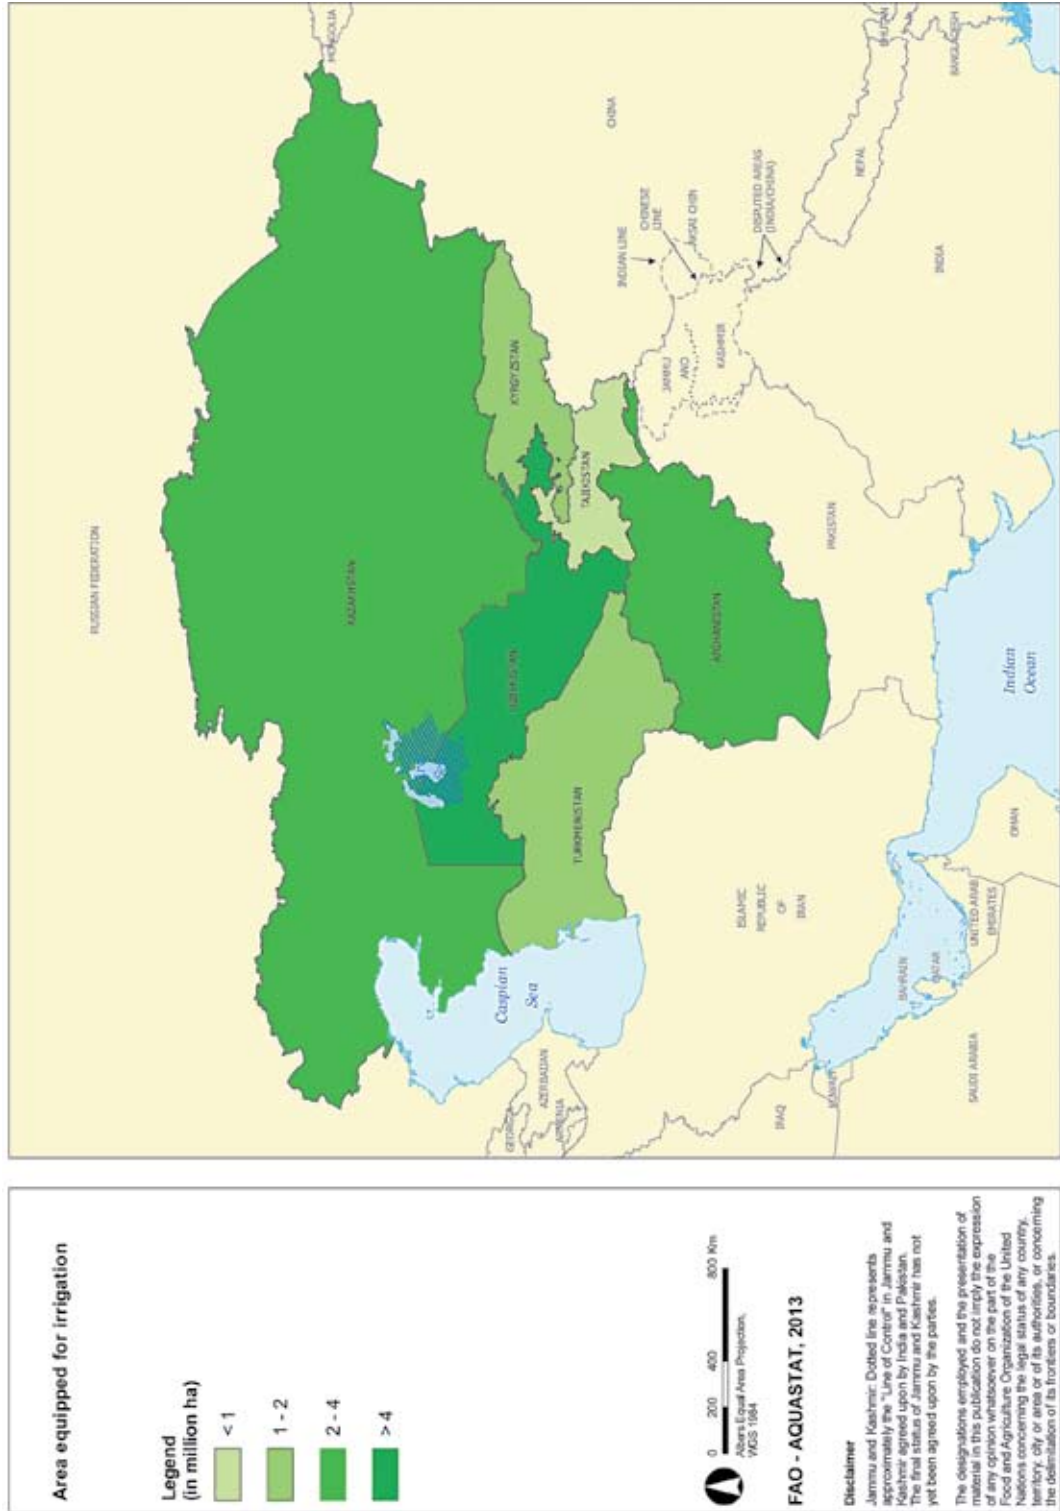 Area equipped for irrigation
Legend
(in million ha)
< 1
1 - 2
2 - 4
> 4
0 200 400 800 Km
Albers Equal Area Projection,
WGS 1984
FAO - AQUASTAT, 2013
Disclaimer
Jammu and Kashmir: Dotted line represents
approximately the "Line of Control" in Jammu and
Kashmir agreed upon by India and Pakistan.
The final status of Jammu and Kashmir has not
yet been agreed upon by the parties.
The designations employed and the presentation of
material in this publication do not imply the expression
of any opinion whatsoever on the part of the
Food and Agriculture Organization of the United
Nations concerning the legal status of any country,
territory, city or area or of its authorities, or concerning
the delimitation of its frontiers or boundaries.
RUSSIAN FEDERATION
MONGOLIA
KAZAKHSTAN
Caspian
Sea
GEORGIA
AZERBAIJAN
ARMENIA
UZBEKISTAN
KYRGYZSTAN
TURKMENISTAN
TAJIKISTAN
CHINA
INDIAN LINE
CHINESE
LINE
AKSAI CHIN
JAMMU
AND
KASHMIR
DISPUTED AREAS
(INDIA/CHINA)
AFGHANISTAN
ISLAMIC
REPUBLIC
OF
IRAN
IRAQ
KUWAIT
PAKISTAN
NEPAL
BHUTAN
BANGLADESH
INDIA
BAHRAIN
QATAR
UNITED ARAB
EMIRATES
SAUDI ARABIA
OMAN
Indian
Ocean